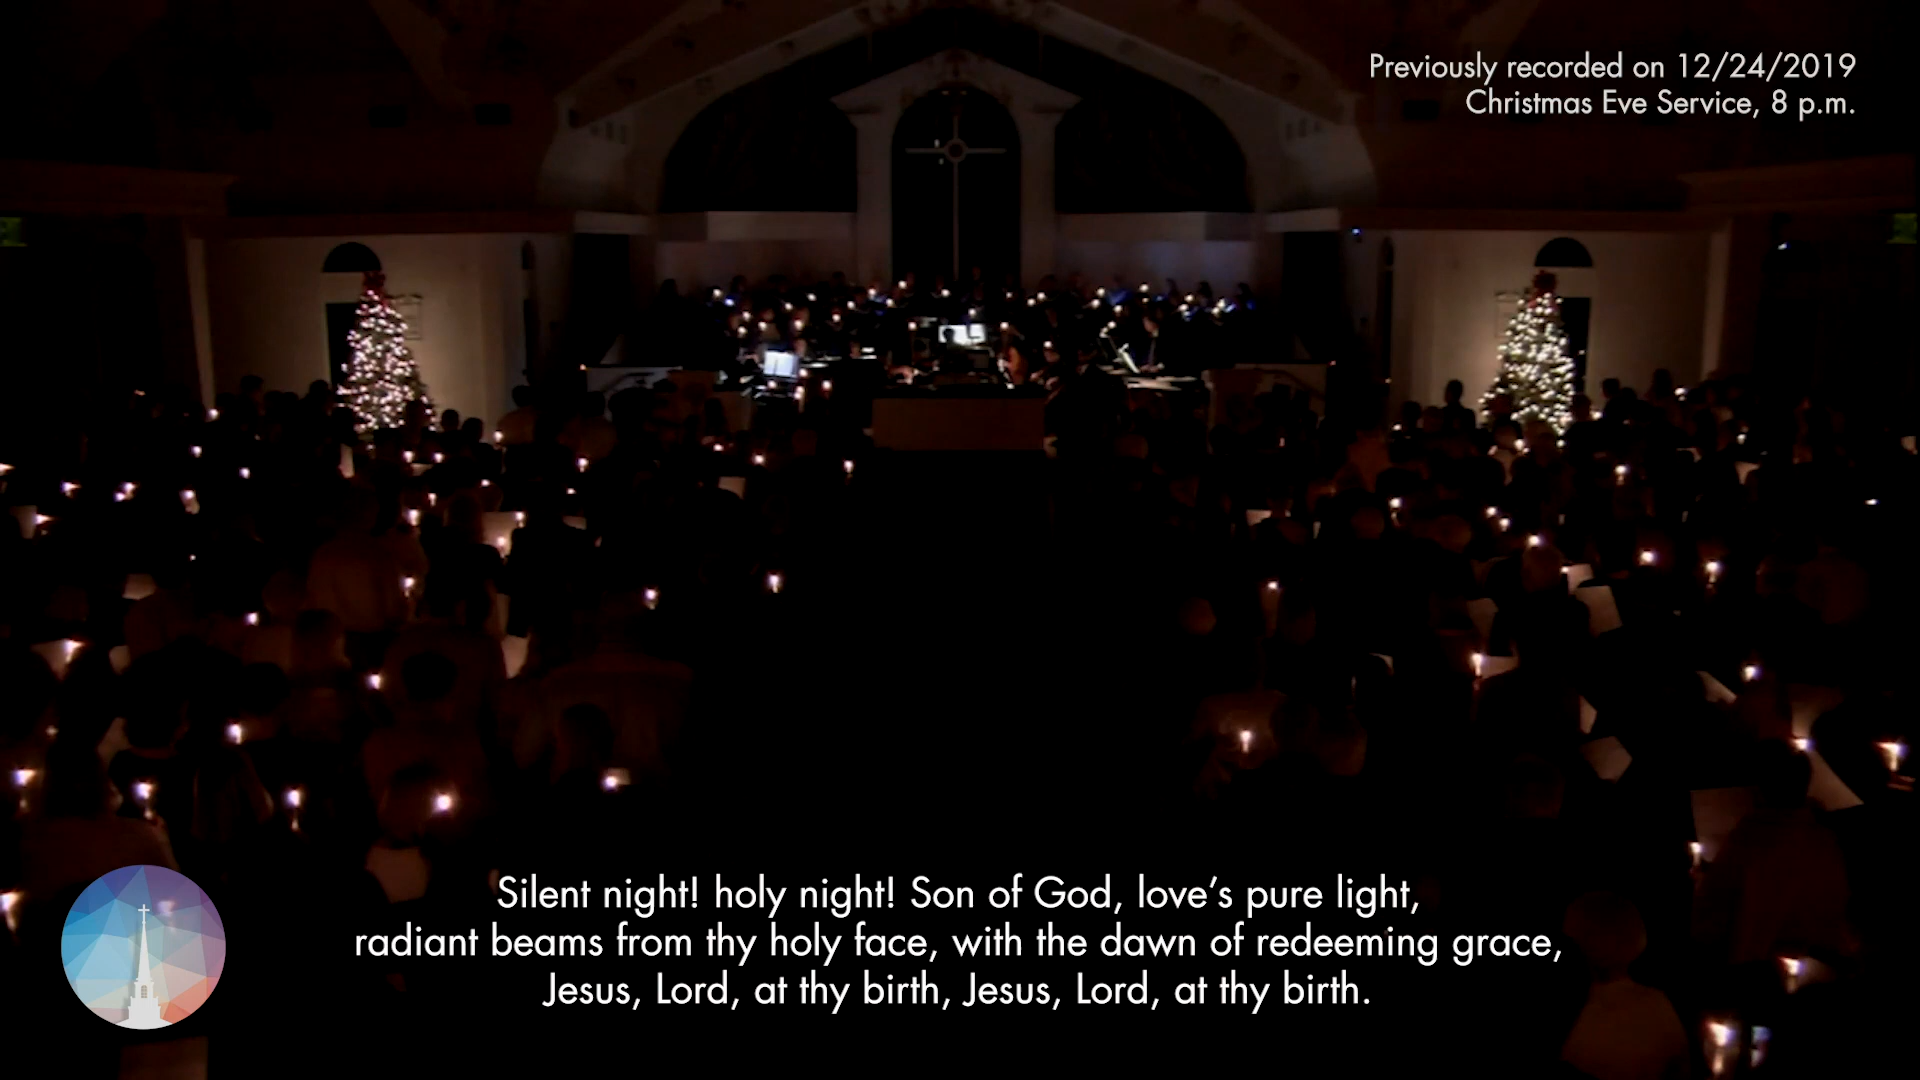 Previously recorded on 12/24/2019
Christmas Eve Service, 8 p.m.
Silent night! holy night! Son of God, love’s pure light,
radiant beams from thy holy face, with the dawn of redeeming grace,
Jesus, Lord, at thy birth, Jesus, Lord, at thy birth.